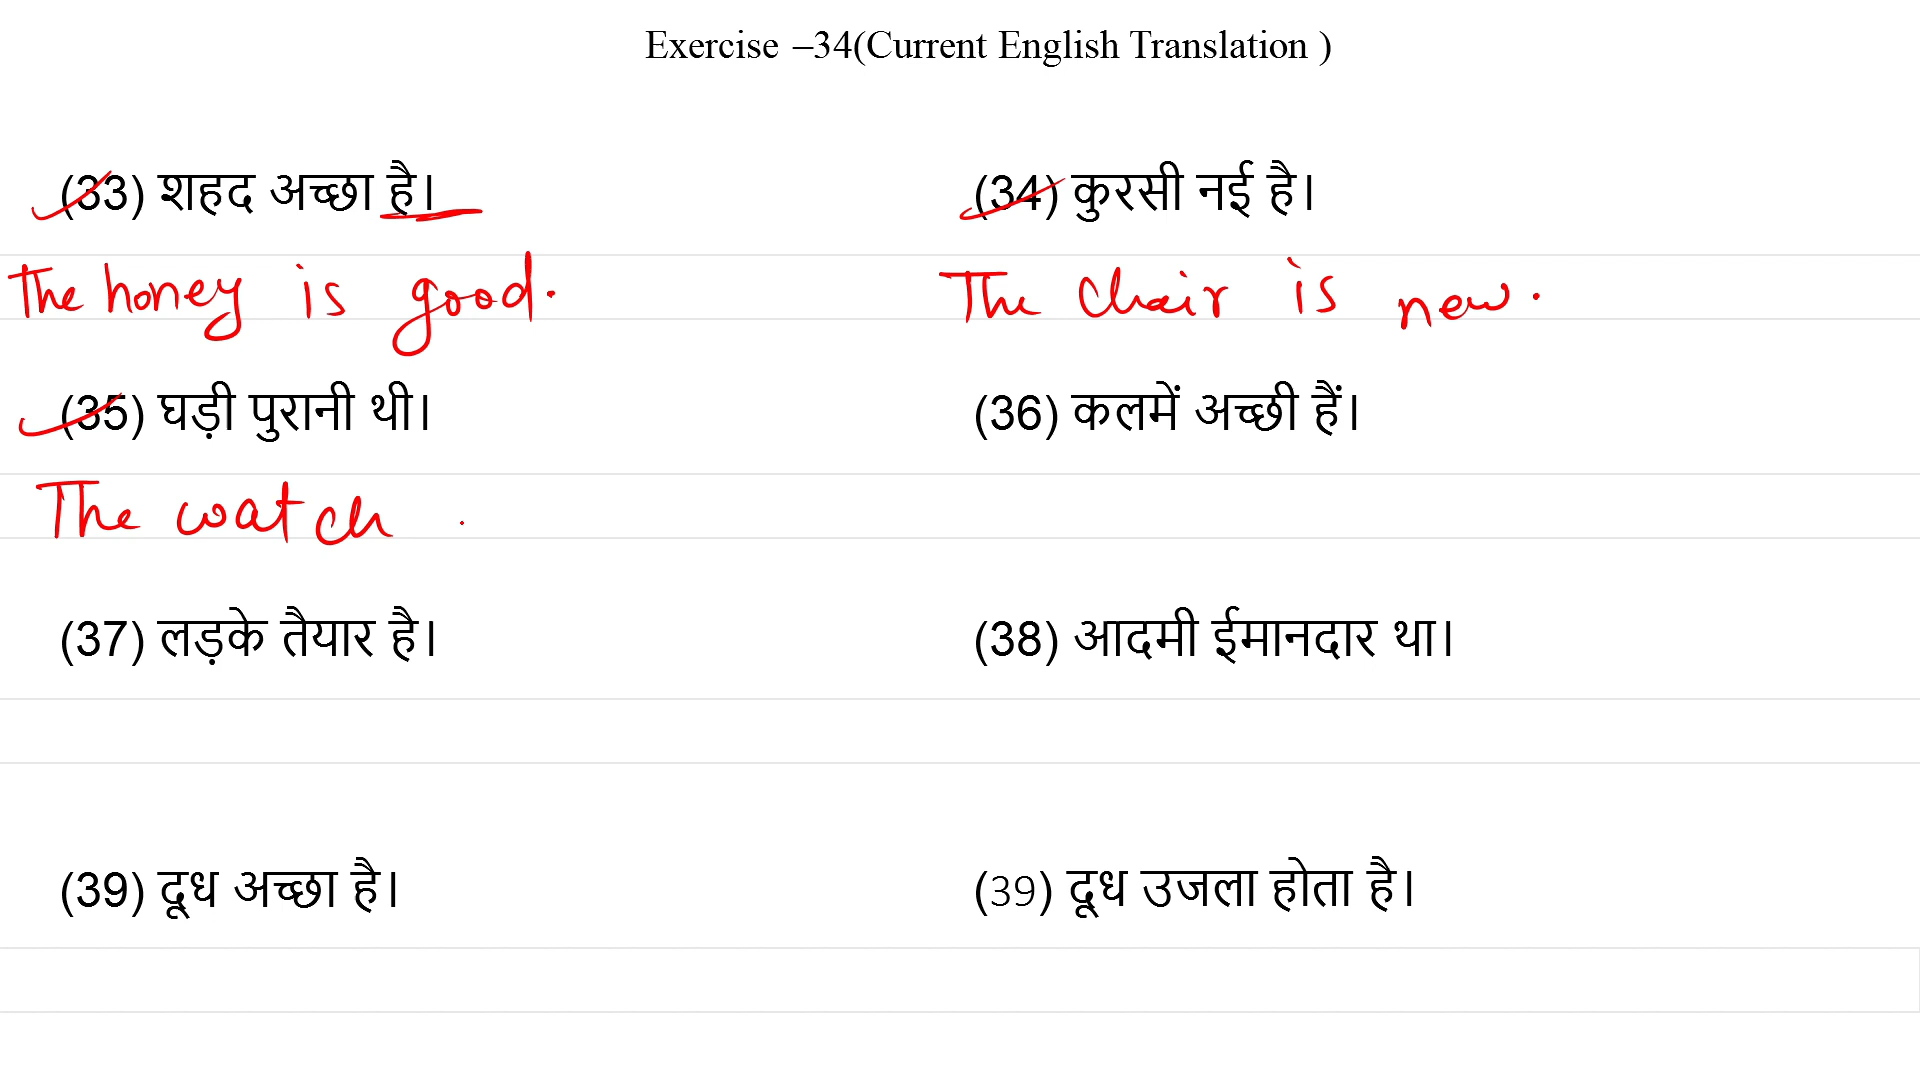 Exercise –34(Current English Translation )
(33) शहद अच्छा है।
(34) कुरसी नई है।
The honey is good.
The chair is new.
(35) घड़ी पुरानी थी।
(36) कलमें अच्छी हैं।
The watch .
(37) लड़के तैयार है।
(38) आदमी ईमानदार था।
(39) दूध अच्छा है।
(39) दूध उजला होता है।